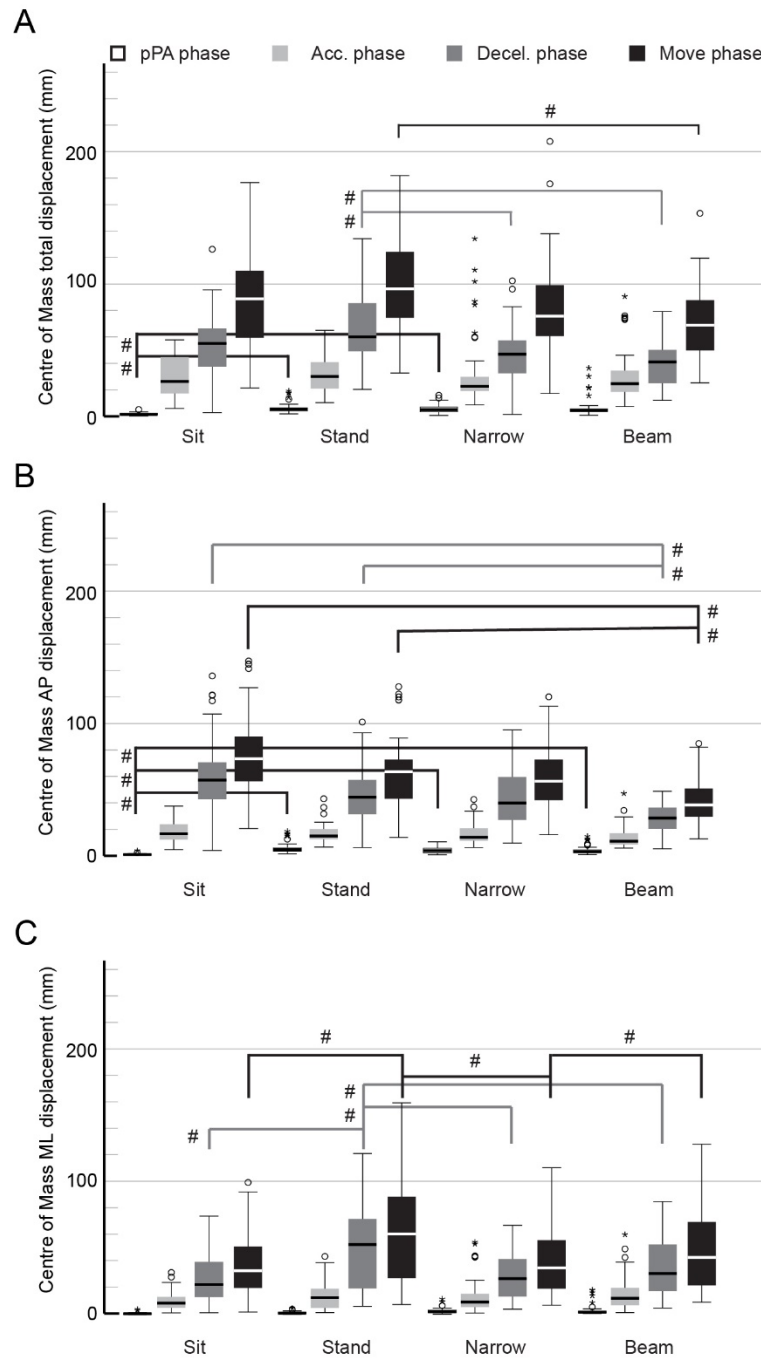 A
pPA phase Acc. phase Decel. phase Move phase
Centre of Mass total displacement (mm)
200
100
0
#
#
#
#
#
Sit Stand Narrow Beam
B
Centre of Mass AP displacement (mm)
200
100
0
#
#
#
#
#
#
#
Sit Stand Narrow Beam
C
Centre of Mass ML displacement (mm)
200
100
0
# #
#
#
#
#
Sit Stand Narrow Beam